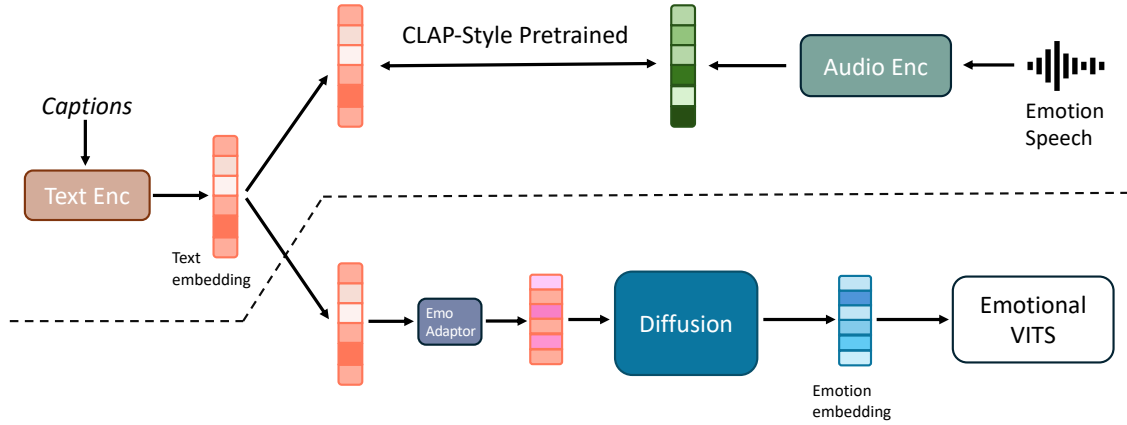 CLAP-Style Pretrained
Audio Enc
Emotion
Speech
Captions
Text Enc
Text
embedding
Emo
Adaptor
Diffusion
Emotional
VITS
Emotion
embedding